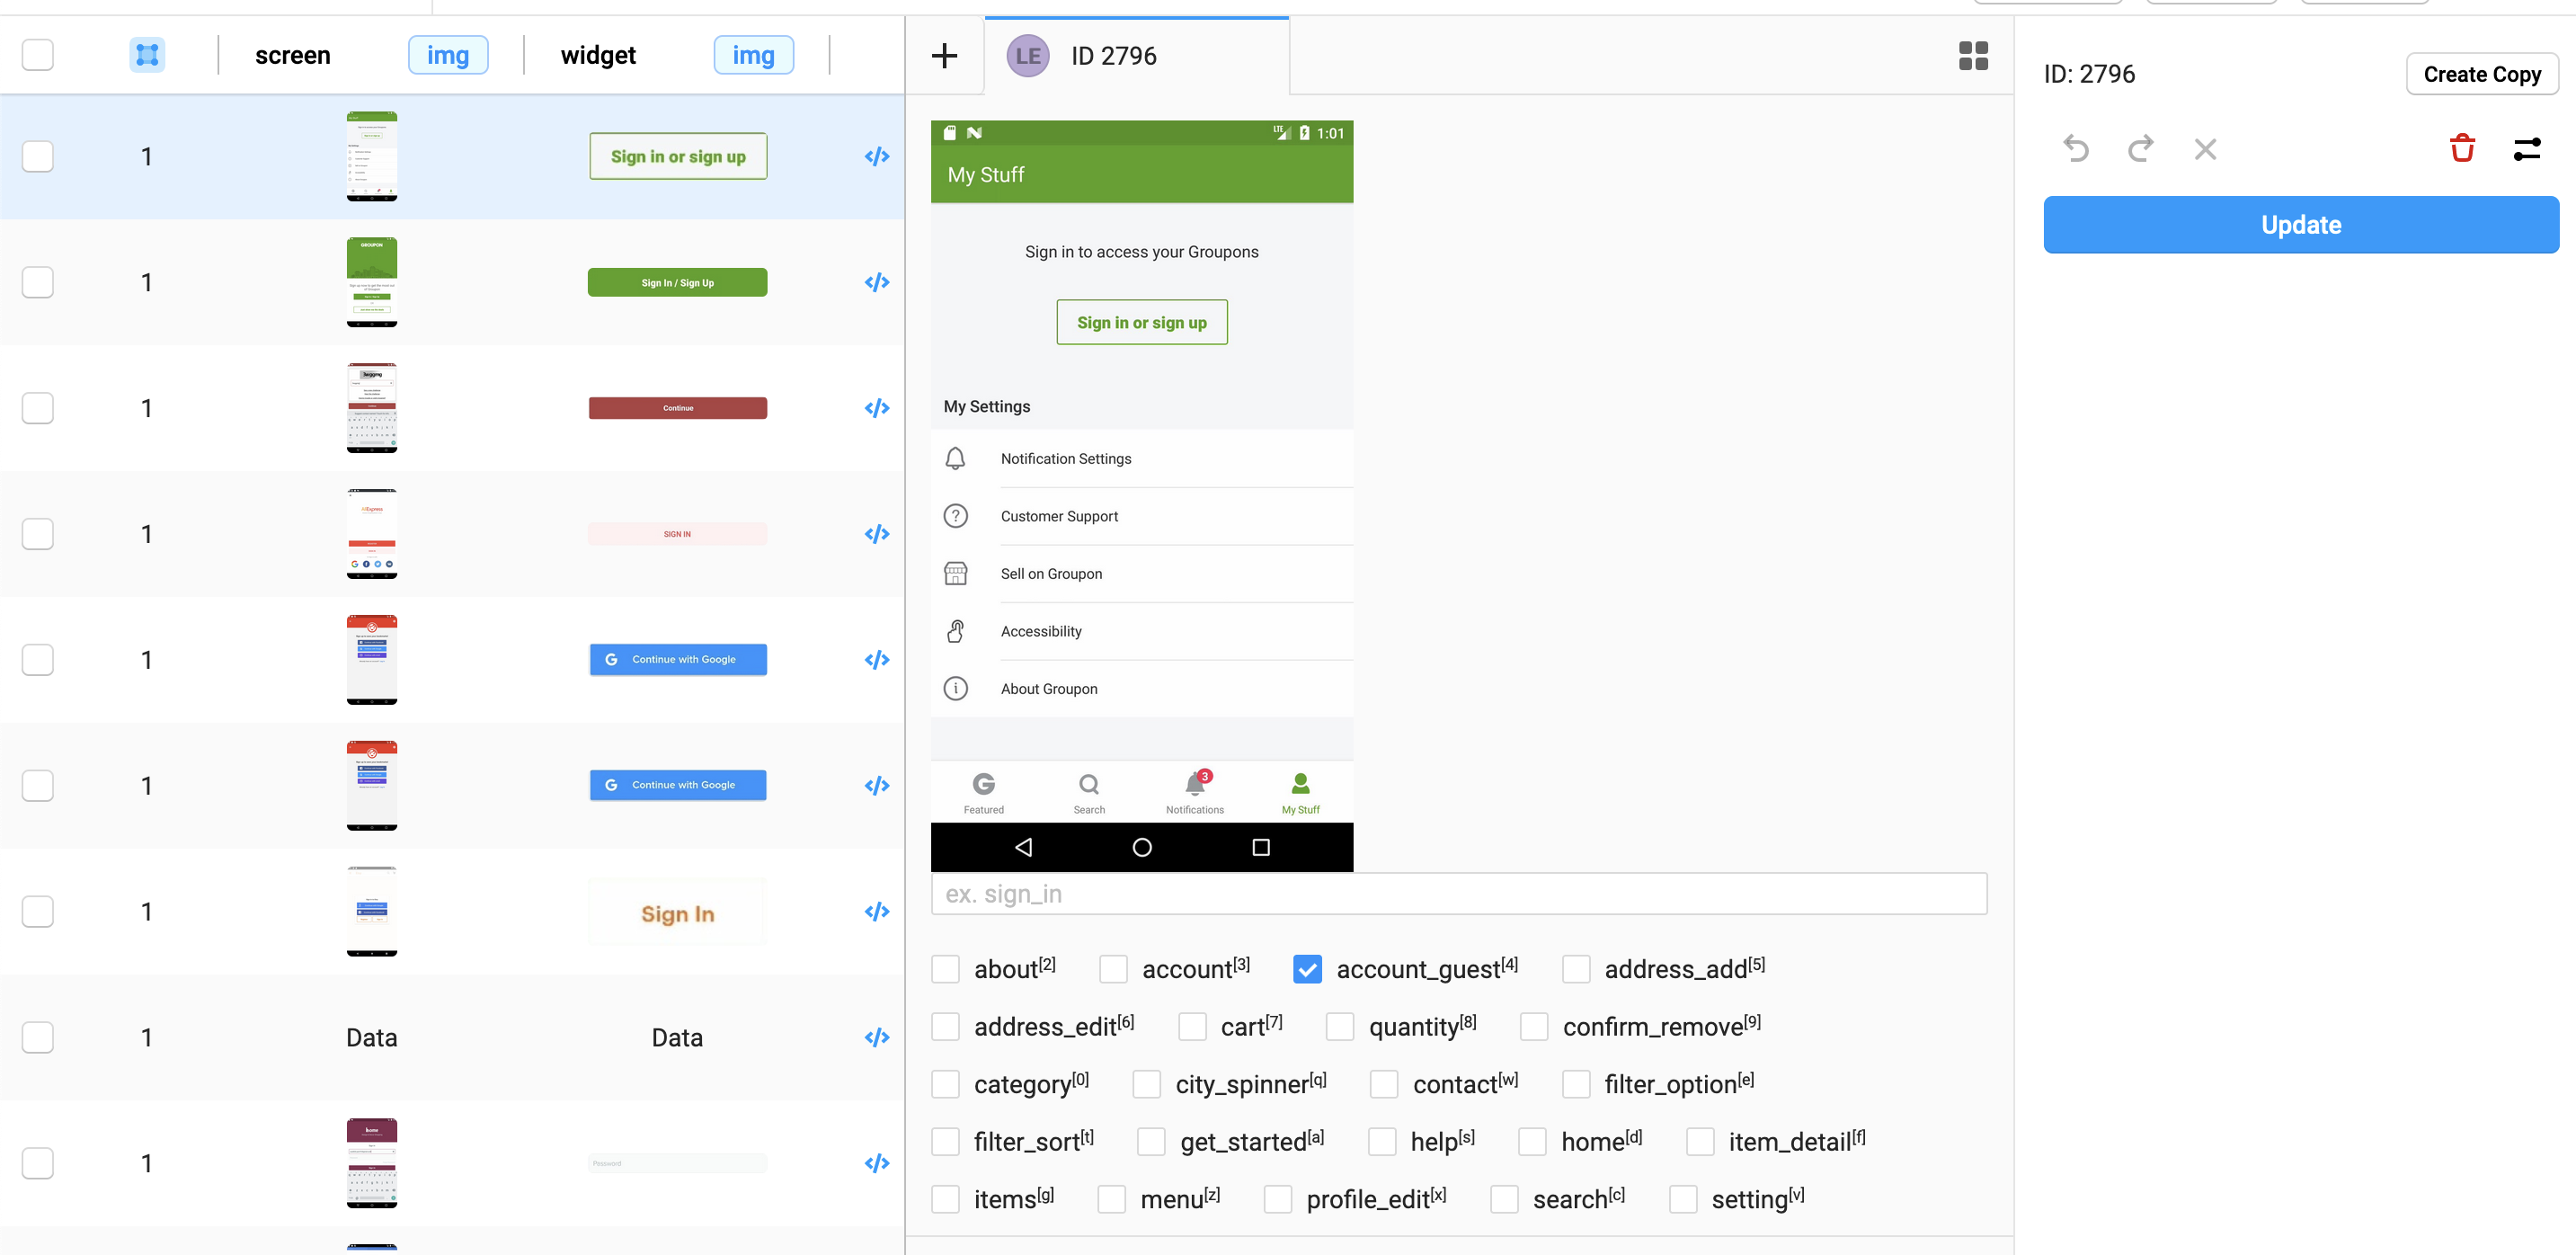 screen img widget img
1 Sign in or sign up </>
1 GROUPON Sign In / Sign Up </>
1 Continue </>
1 AliExpress SIGN IN </>
1 G Continue with Google </>
1 G Continue with Google </>
1 Sign In </>
1 Data Data </>
1 Password </>
+ LE ID 2796
LTE 1:01
My Stuff
Sign in to access your Groupons
Sign in or sign up
My Settings
Notification Settings
? Customer Support
Sell on Groupon
Accessibility
i About Groupon
3
Featured Search Notifications My Stuff
ex. sign_in
about[2] account[3] account_guest[4] address_add[5]
address_edit[6] cart[7] quantity[8] confirm_remove[9]
category[0] city_spinner[q] contact[w] filter_option[e]
filter_sort[t] get_started[a] help[s] home[d] item_detail[f]
items[g] menu[z] profile_edit[x] search[c] setting[v]
ID: 2796 Create Copy
Update